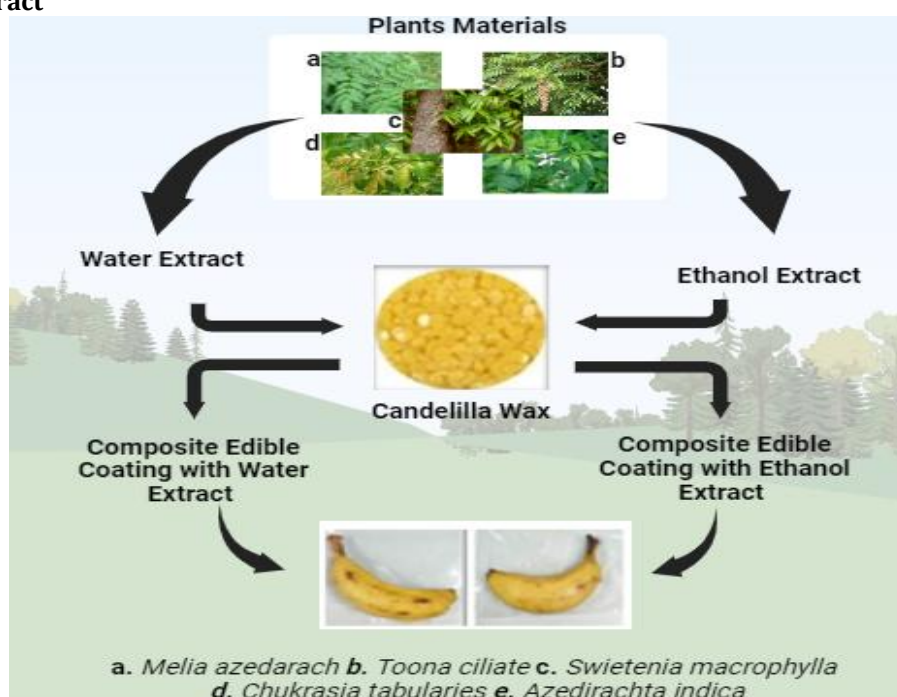 ract
Plants Materials
a
b
c
d
e
Water Extract
Ethanol Extract
Candelilla Wax
Composite Edible
Coating with Water
Extract
Composite Edible
Coating with Ethanol
Extract
a. Melia azedarach b. Toona ciliate c. Swietenia macrophylla
d. Chukrasia tabularies e. Azedirachta indica